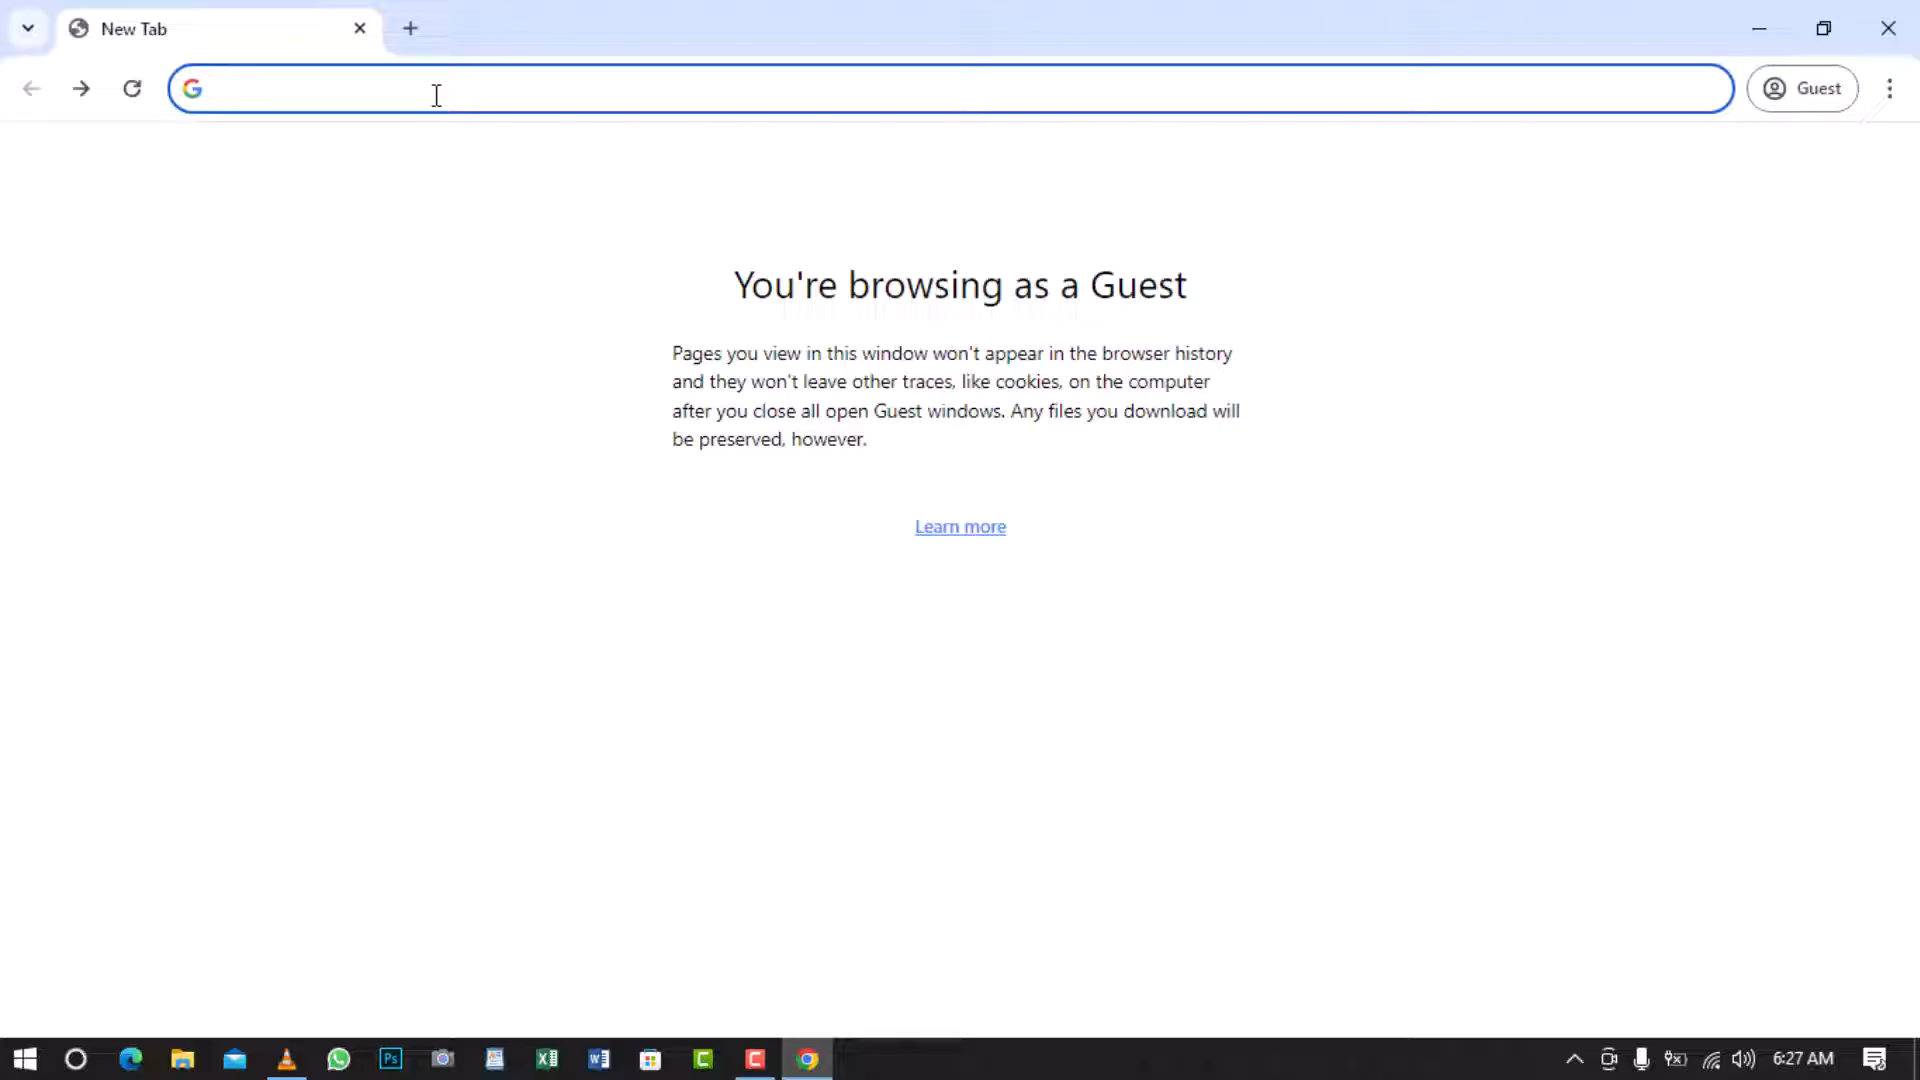 New Tab
Guest
You're browsing as a Guest
Pages you view in this window won't appear in the browser history
and they won't leave other traces, like cookies, on the computer
after you close all open Guest windows. Any files you download will
be preserved, however.
Learn more
Ps
6:27 AM